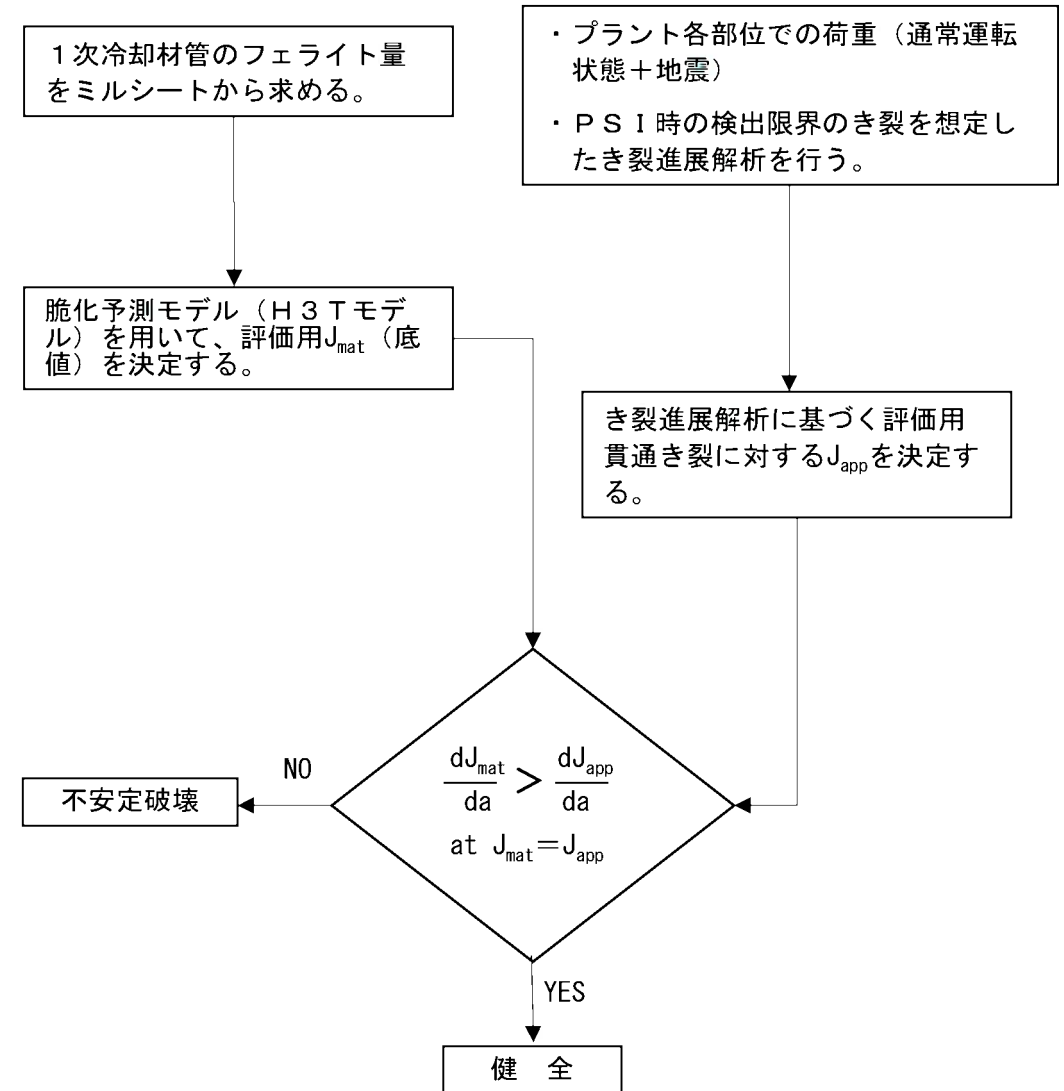 １次冷却材管のフェライト量
をミルシートから求める。
・プラント各部位での荷重（通常運転
状態＋地震）
・ＰＳＩ時の検出限界のき裂を想定し
たき裂進展解析を行う。
脆化予測モデル（Ｈ３Ｔモデ
ル）を用いて、評価用Jmat（底
値）を決定する。
き裂進展解析に基づく評価用
貫通き裂に対するJappを決定す
る。
dJmat/da > dJapp/da
at Jmat＝Japp
NO
不安定破壊
YES
健　全